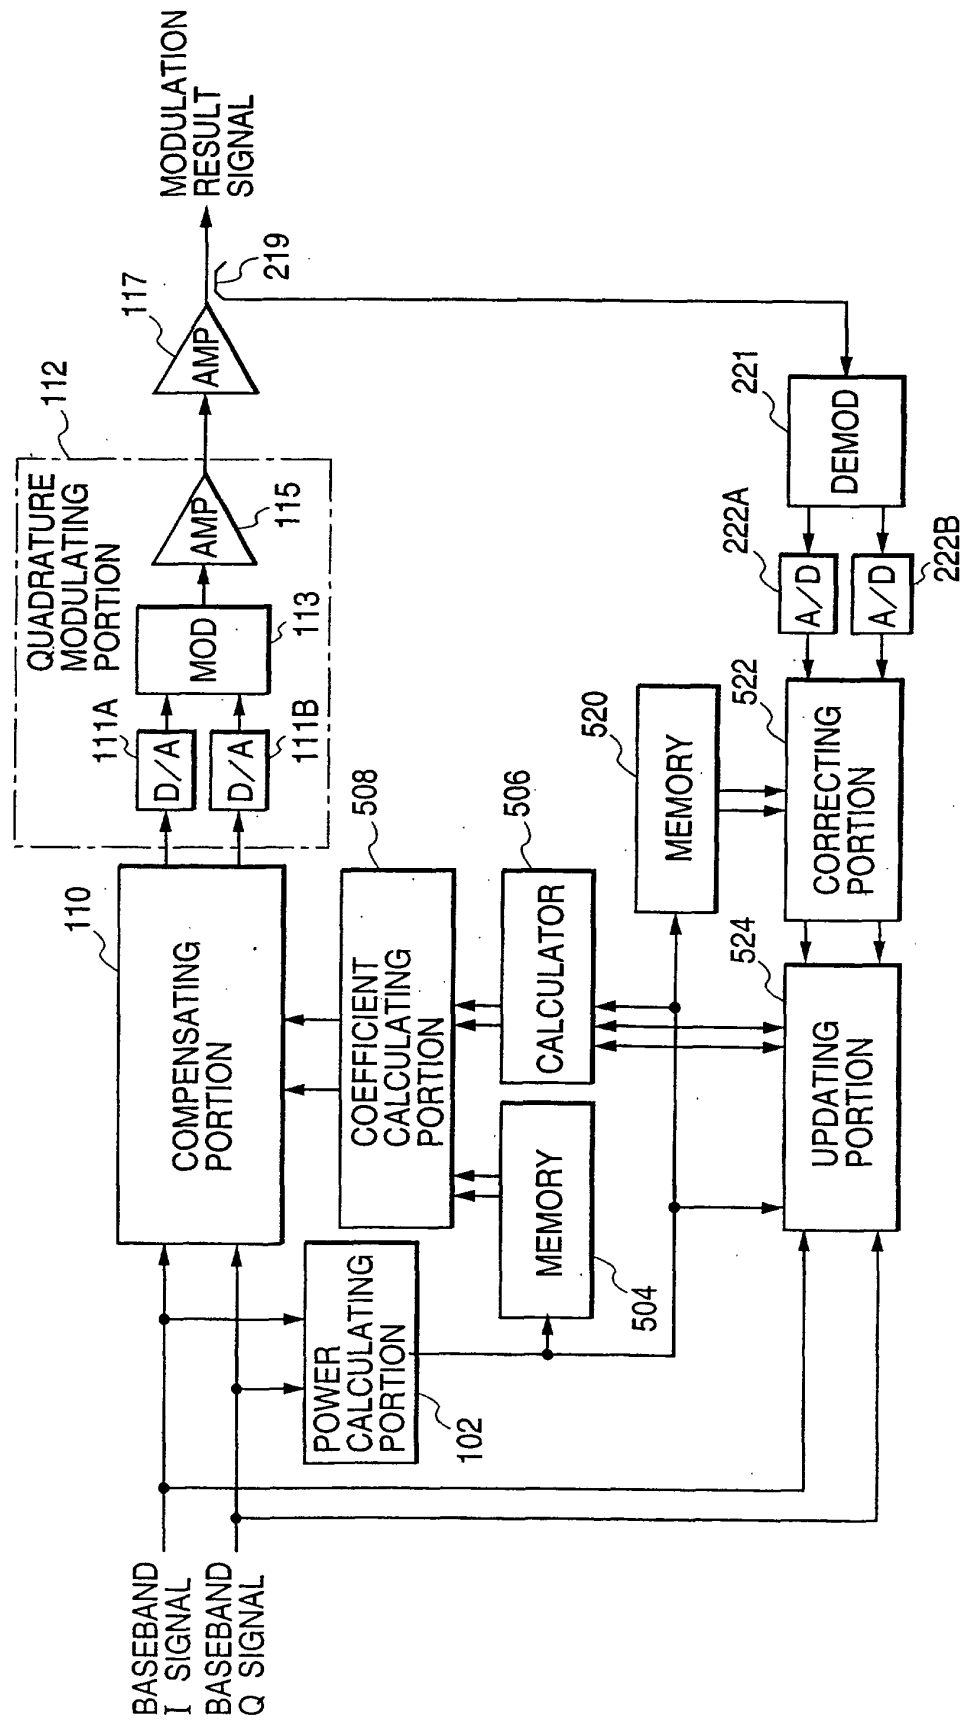 BASEBAND
I SIGNAL
BASEBAND
Q SIGNAL
110
COMPENSATING
PORTION
QUADRATURE
MODULATING
PORTION
112
111A
D/A
D/A
111B
MOD
113
AMP
115
117
AMP
219
MODULATION
RESULT
SIGNAL
POWER
CALCULATING
PORTION
102
508
COEFFICIENT
CALCULATING
PORTION
MEMORY
504
506
CALCULATOR
520
MEMORY
524
UPDATING
PORTION
522
CORRECTING
PORTION
222A
A/D
A/D
222B
221
DEMOD